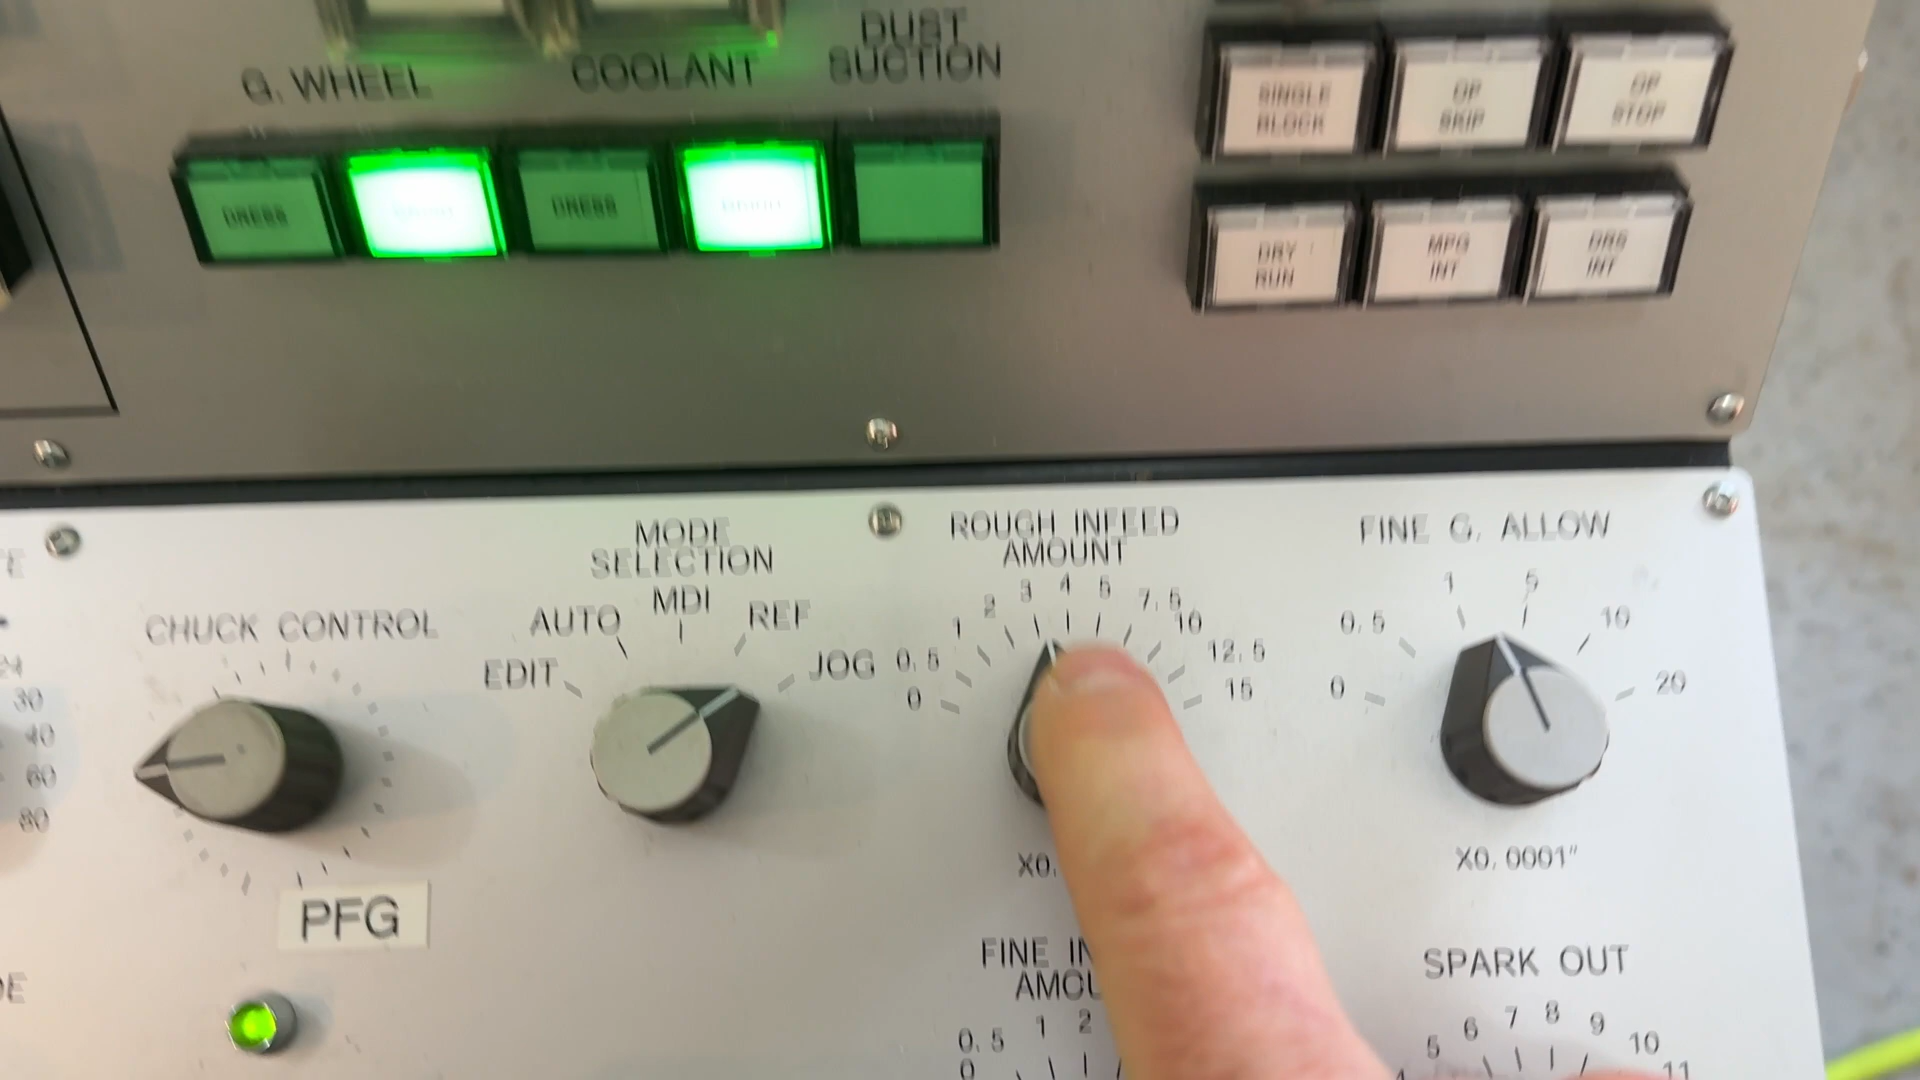 G. WHEEL
COOLANT
DUST
SUCTION
DRESS
DRESS
SINGLE
BLOCK
OP
SKIP
OP
STOP
DRY
RUN
MPG
INT
DRS
INT
CHUCK CONTROL
MODE
SELECTION
EDIT
AUTO
MDI
REF
JOG
ROUGH INFEED
AMOUNT
0
0.5
1
2
3
4
5
7.5
10
12.5
15
X0.
FINE G. ALLOW
0
0.5
1
5
10
20
X0.0001"
24
30
40
60
80
PFG
FINE IN
AMOU
0
0.5
1
2
SPARK OUT
5
6
7
8
9
10
11